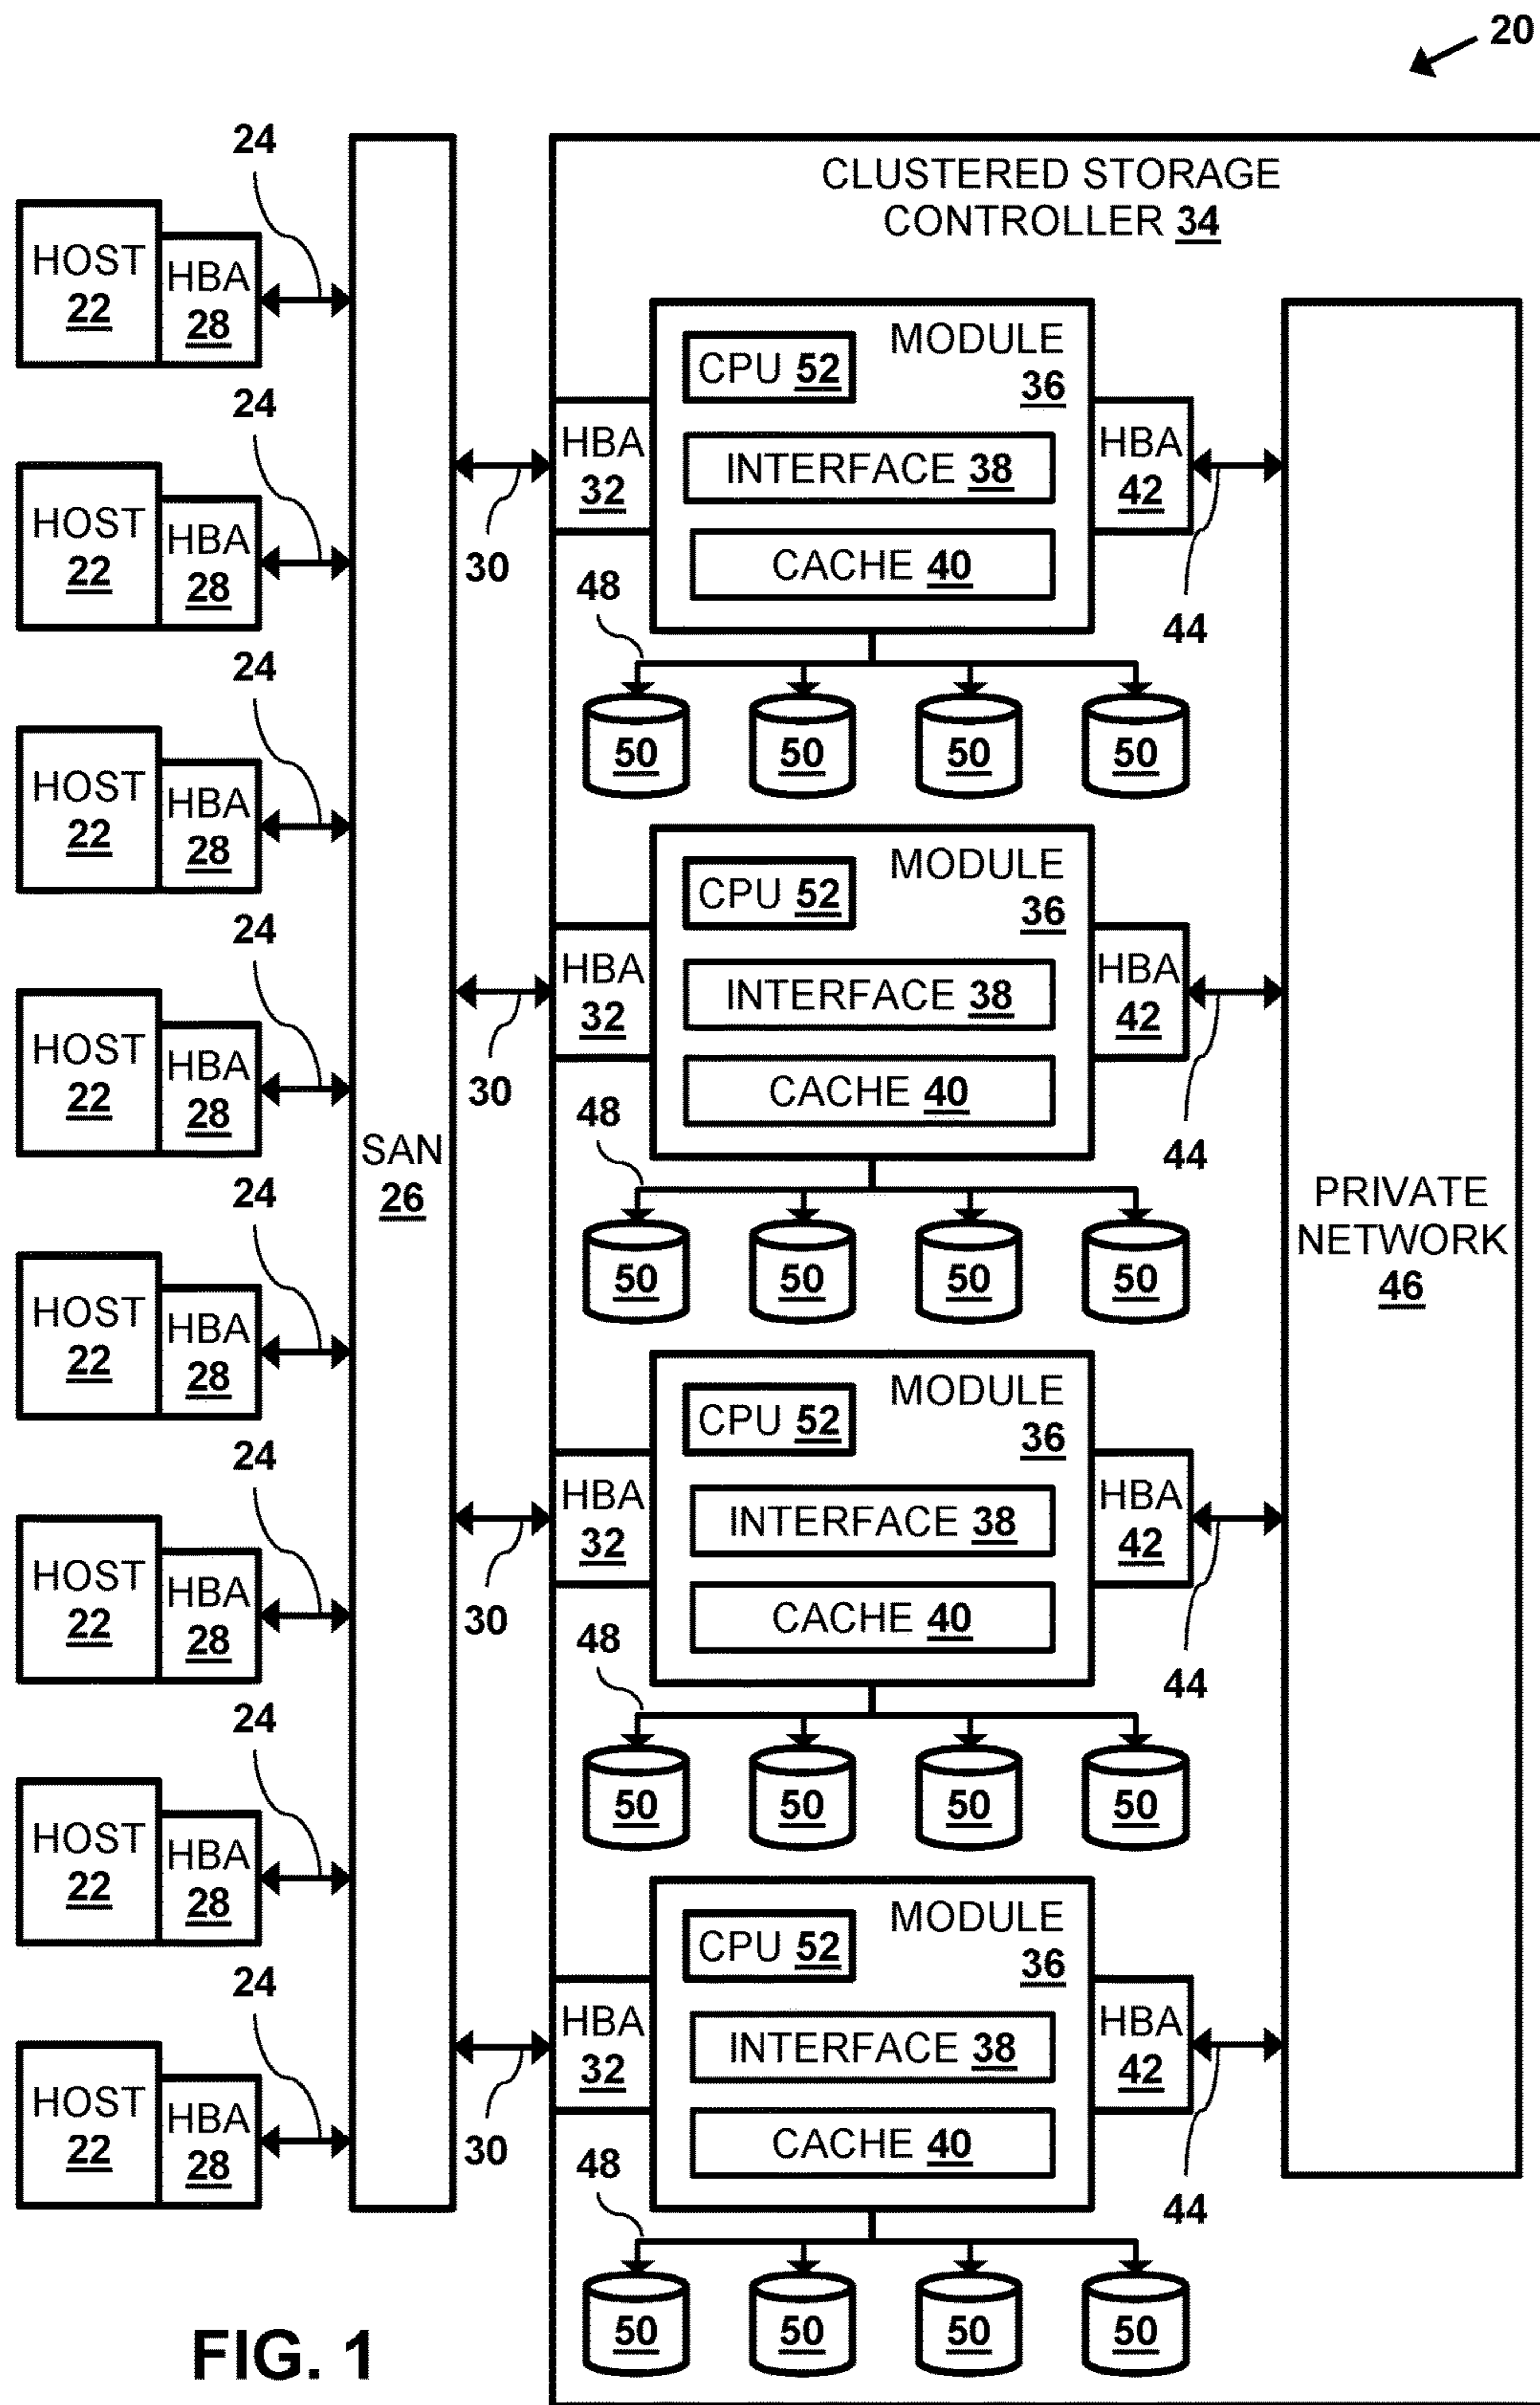 20
24
HOST
22
HBA
28
24
HOST
22
HBA
28
24
HOST
22
HBA
28
24
HOST
22
HBA
28
24
HOST
22
HBA
28
24
HOST
22
HBA
28
24
HOST
22
HBA
28
24
HOST
22
HBA
28
SAN
26
CLUSTERED STORAGE
CONTROLLER 34
30
HBA
32
MODULE
36
CPU 52
INTERFACE 38
CACHE 40
HBA
42
44
48
50 50 50 50
30
HBA
32
MODULE
36
CPU 52
INTERFACE 38
CACHE 40
HBA
42
44
48
50 50 50 50
30
HBA
32
MODULE
36
CPU 52
INTERFACE 38
CACHE 40
HBA
42
44
48
50 50 50 50
30
HBA
32
MODULE
36
CPU 52
INTERFACE 38
CACHE 40
HBA
42
44
48
50 50 50 50
PRIVATE
NETWORK
46
FIG. 1